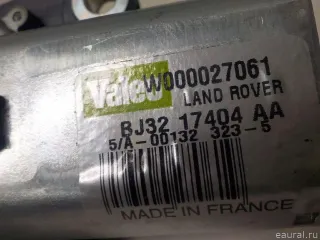 Valeo W000027061
LAND ROVER
BJ32 17404 AA
5/A-00132 323-5
MADE IN FRANCE
© eaural.ru